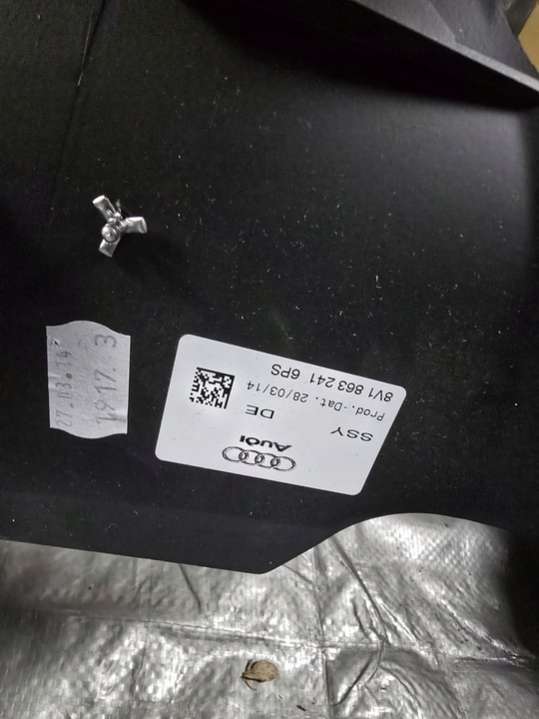 Audi
SSY DE
Prod.-Dat. 28/03/14
8V1 863 241 6PS
27.03.14
1917. 3